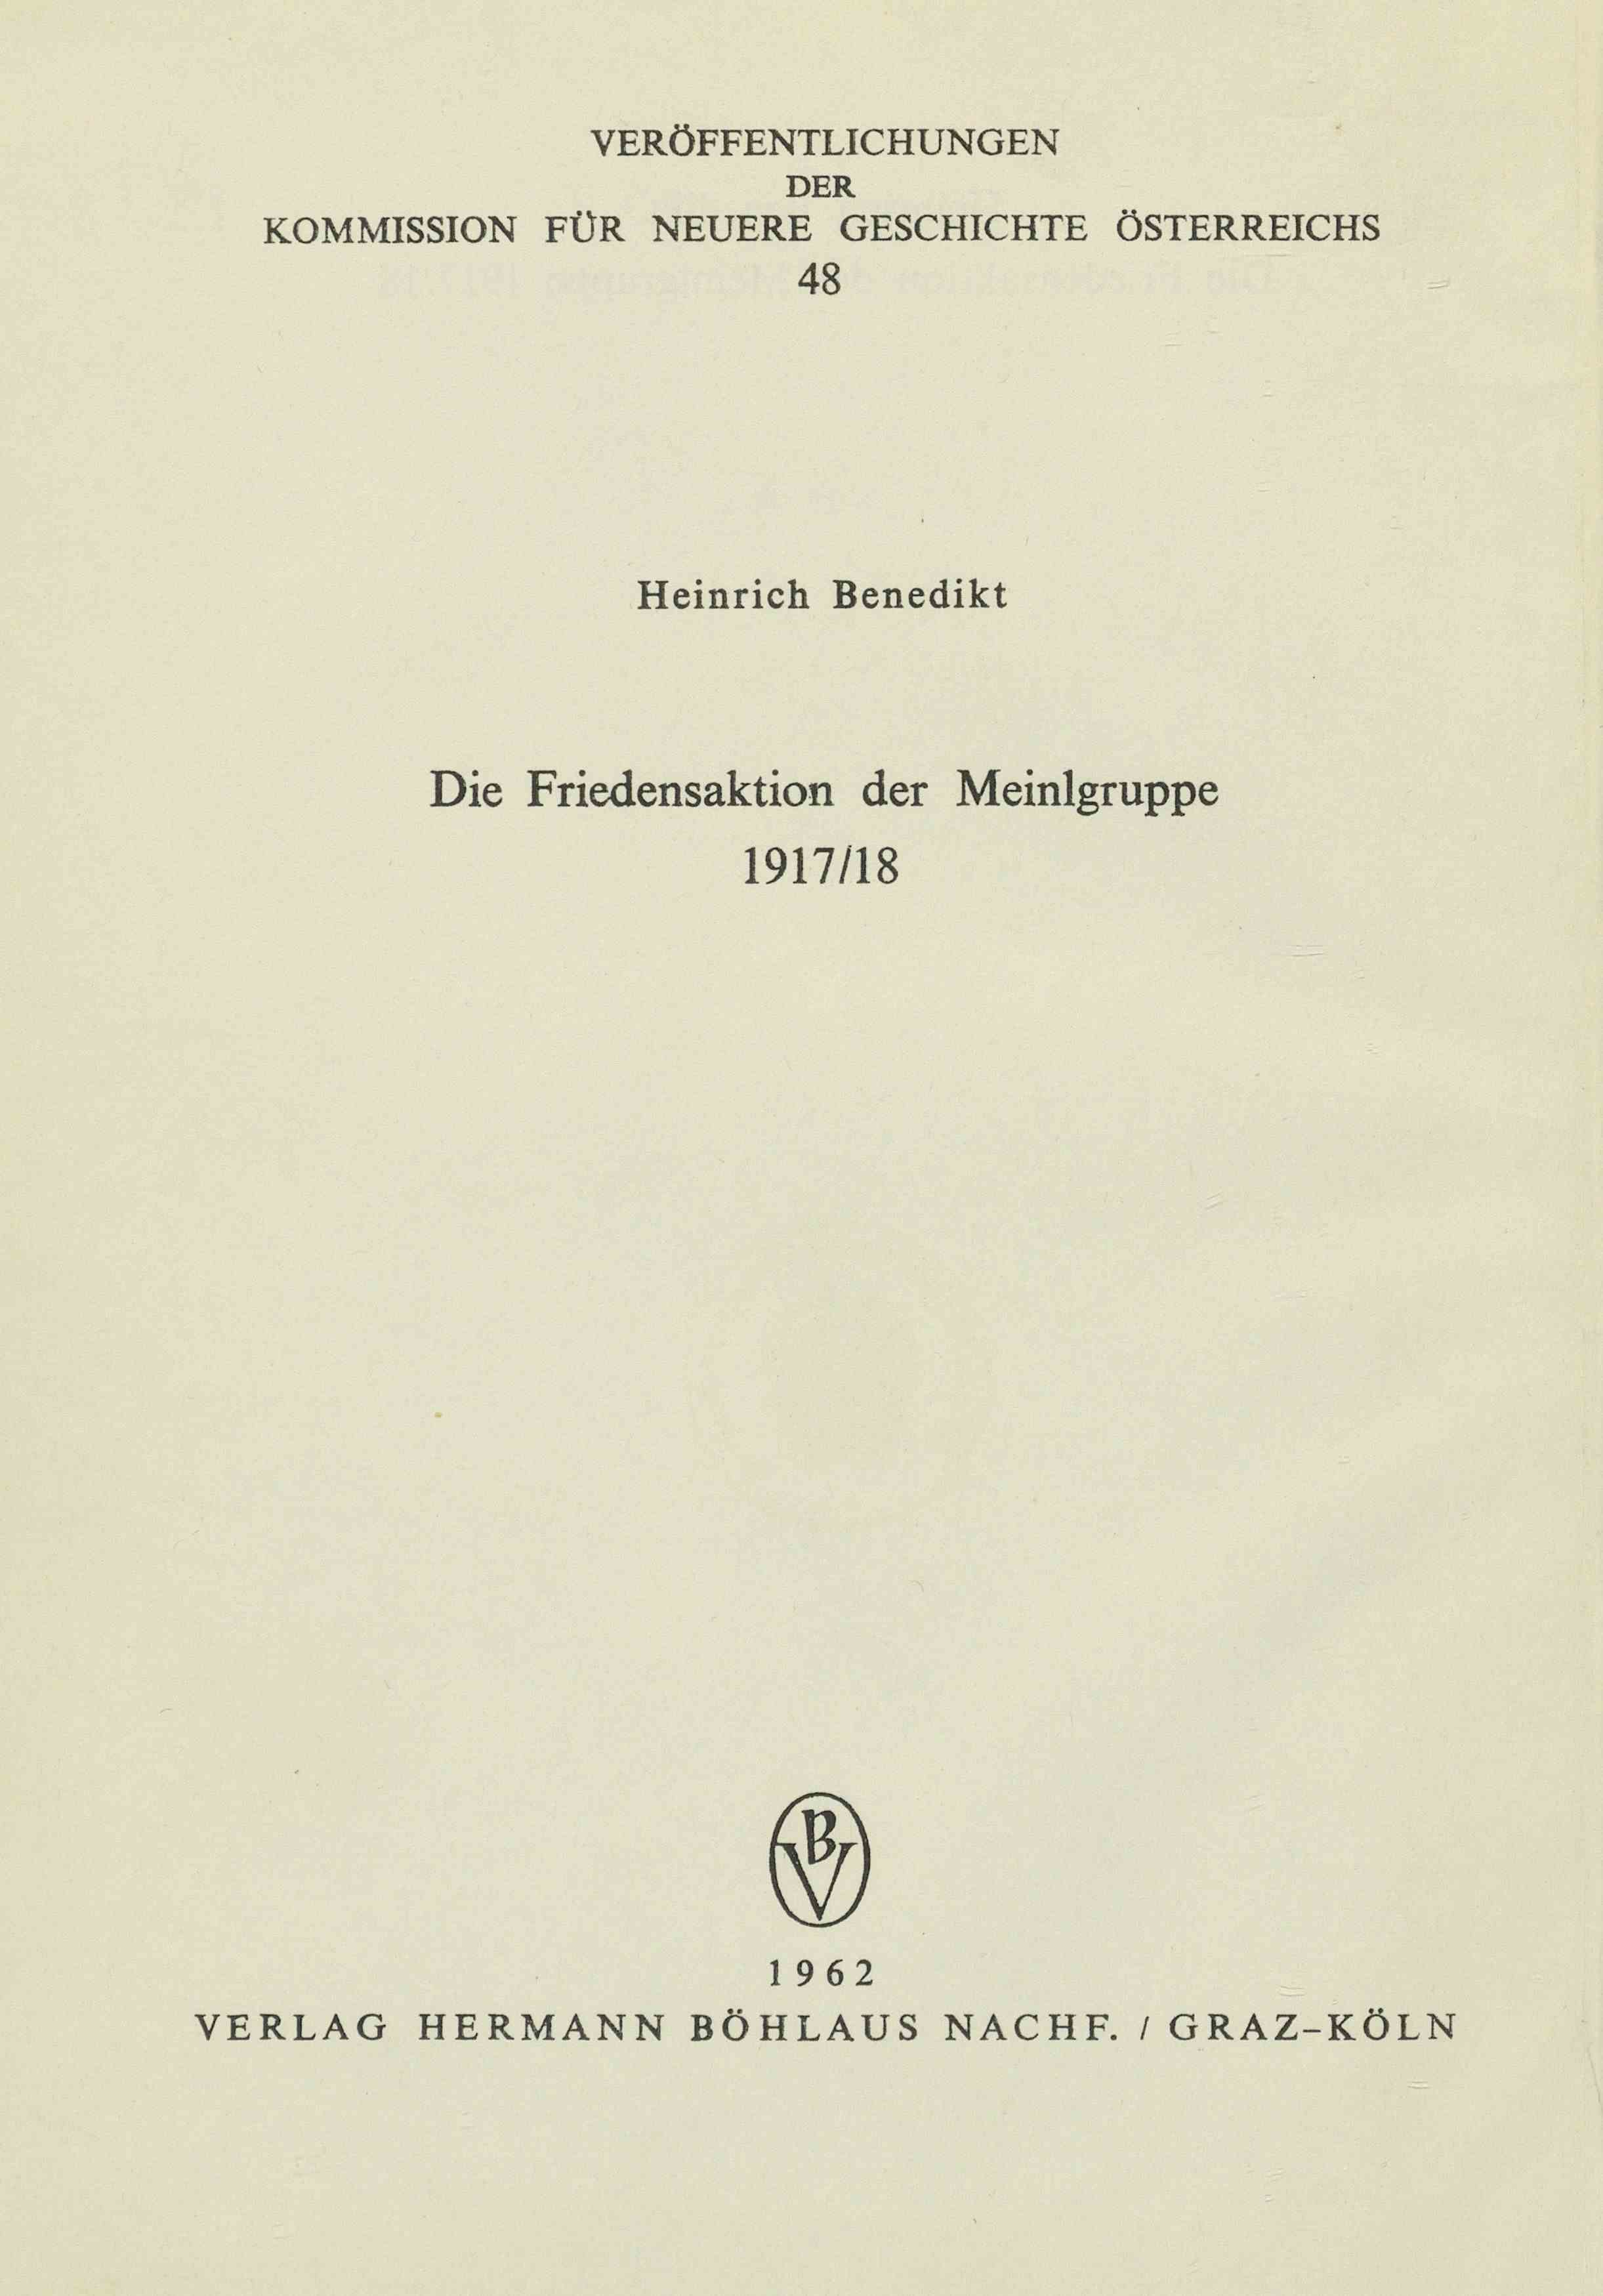 VERÖFFENTLICHUNGEN
DER
KOMMISSION FÜR NEUERE GESCHICHTE ÖSTERREICHS
48
Heinrich Benedikt
Die Friedensaktion der Meinlgruppe
1917/18
BV
1962
VERLAG HERMANN BÖHLAUS NACHF. / GRAZ–KÖLN